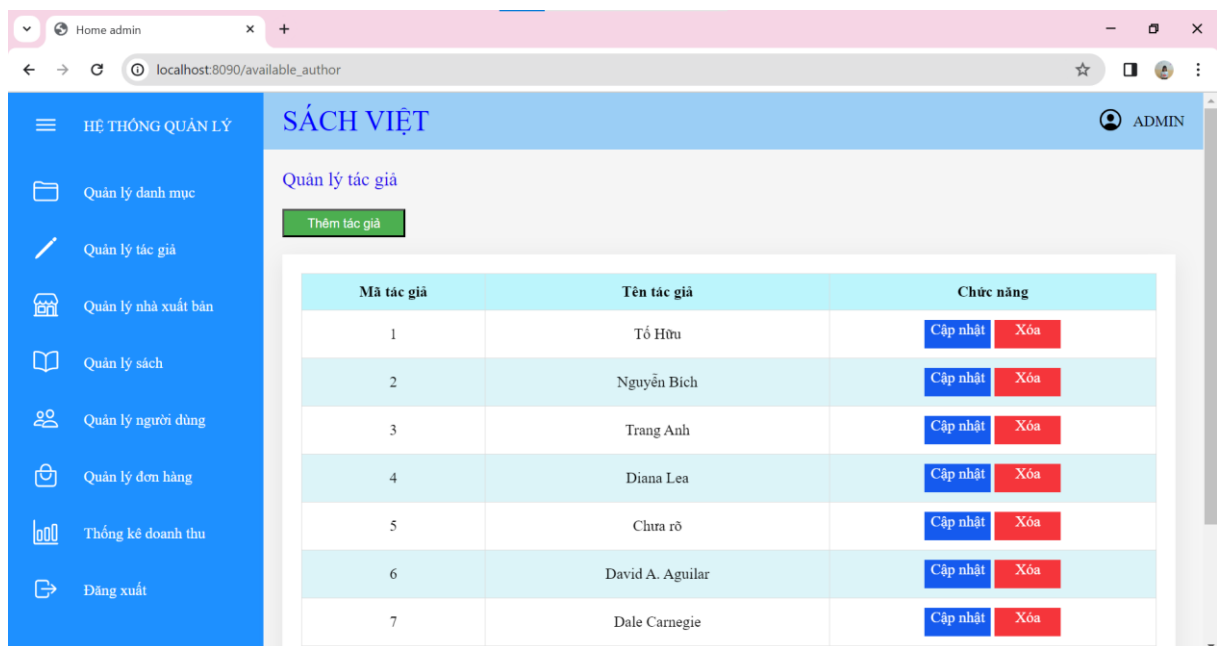 Home admin
localhost:8090/available_author
HỆ THỐNG QUẢN LÝ
SÁCH VIỆT
ADMIN
Quản lý danh mục
Quản lý tác giả
Quản lý nhà xuất bản
Quản lý sách
Quản lý người dùng
Quản lý đơn hàng
Thống kê doanh thu
Đăng xuất
Quản lý tác giả
Thêm tác giả
Mã tác giả Tên tác giả Chức năng
1 Tố Hữu Cập nhật Xóa
2 Nguyễn Bích Cập nhật Xóa
3 Trang Anh Cập nhật Xóa
4 Diana Lea Cập nhật Xóa
5 Chưa rõ Cập nhật Xóa
6 David A. Aguilar Cập nhật Xóa
7 Dale Carnegie Cập nhật Xóa